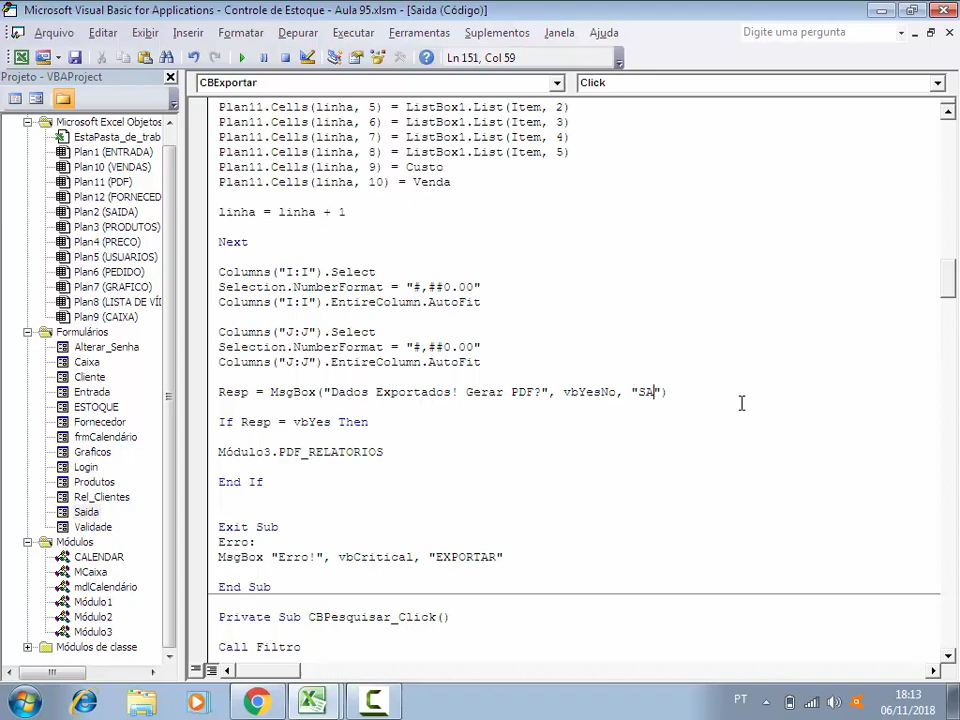 Microsoft Visual Basic for Applications - Controle de Estoque - Aula 95.xlsm - [Saida (Código)]
Arquivo Editar Exibir Inserir Formatar Depurar Executar Ferramentas Suplementos Janela Ajuda Digite uma pergunta
Ln 151, Col 59
Projeto - VBAProject
CBExportar Click
Microsoft Excel Objetos
EstaPasta_de_trab
Plan1 (ENTRADA)
Plan10 (VENDAS)
Plan11 (PDF)
Plan12 (FORNECED
Plan2 (SAIDA)
Plan3 (PRODUTOS)
Plan4 (PRECO)
Plan5 (USUARIOS)
Plan6 (PEDIDO)
Plan7 (GRAFICO)
Plan8 (LISTA DE VÍ
Plan9 (CAIXA)
Formulários
Alterar_Senha
Caixa
Cliente
Entrada
ESTOQUE
Fornecedor
frmCalendario
Graficos
Login
Produtos
Rel_Clientes
Saida
Validade
Módulos
CALENDAR
MCaixa
mdlCalendário
Módulo1
Módulo2
Módulo3
Módulos de classe
Plan11.Cells(linha, 5) = ListBox1.List(Item, 2)
Plan11.Cells(linha, 6) = ListBox1.List(Item, 3)
Plan11.Cells(linha, 7) = ListBox1.List(Item, 4)
Plan11.Cells(linha, 8) = ListBox1.List(Item, 5)
Plan11.Cells(linha, 9) = Custo
Plan11.Cells(linha, 10) = Venda
linha = linha + 1
Next
Columns("I:I").Select
Selection.NumberFormat = "#,##0.00"
Columns("I:I").EntireColumn.AutoFit
Columns("J:J").Select
Selection.NumberFormat = "#,##0.00"
Columns("J:J").EntireColumn.AutoFit
Resp = MsgBox("Dados Exportados! Gerar PDF?", vbYesNo, "SA")
If Resp = vbYes Then
Módulo3.PDF_RELATORIOS
End If
Exit Sub
Erro:
MsgBox "Erro!", vbCritical, "EXPORTAR"
End Sub
Private Sub CBPesquisar_Click()
Call Filtro
PT
18:13
06/11/2018